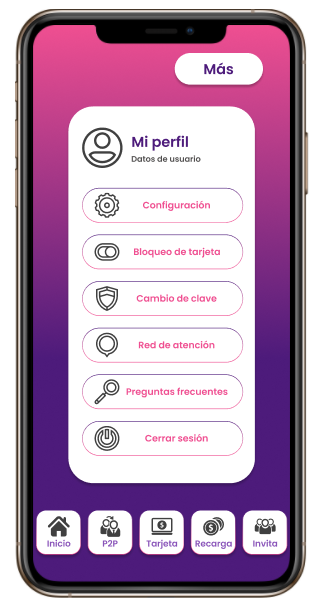 Más
Mi perfil
Datos de usuario
Configuración
Bloqueo de tarjeta
Cambio de clave
Red de atención
Preguntas frecuentes
Cerrar sesión
Inicio
P2P
Tarjeta
Recarga
Invita